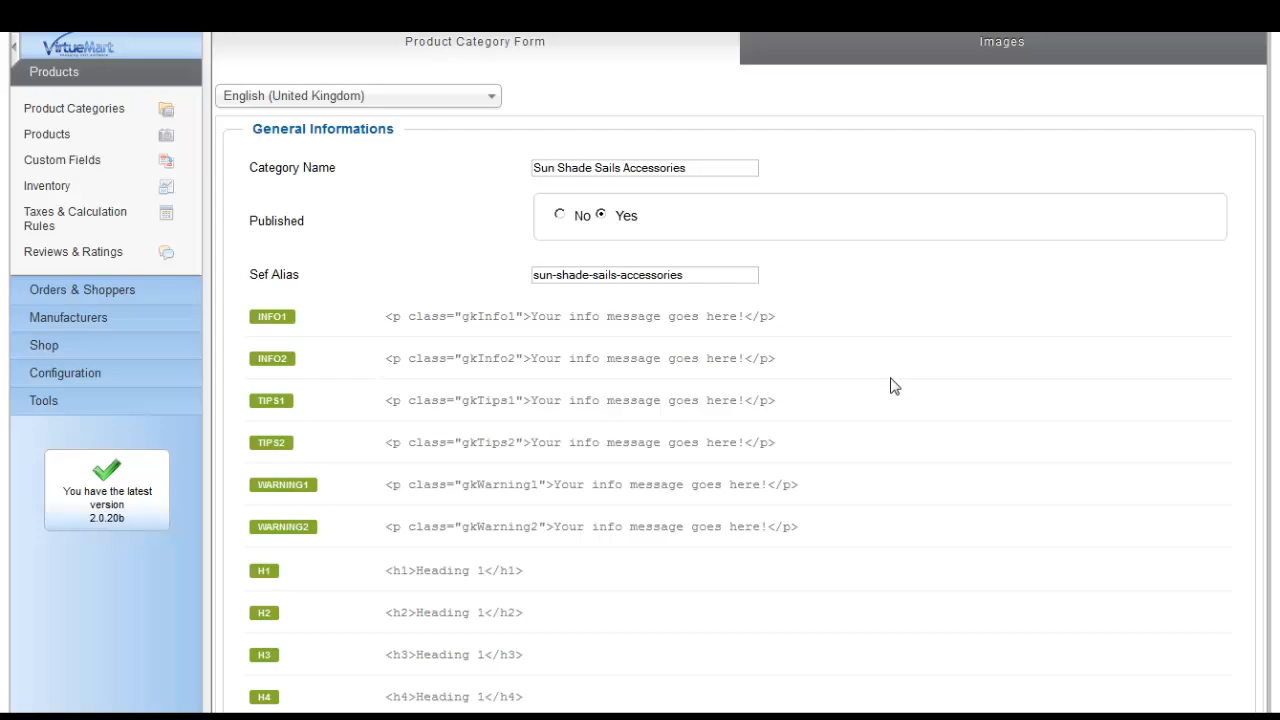 VirtueMart
Product Category Form
Images
Products
Product Categories
Products
Custom Fields
Inventory
Taxes & Calculation
Rules
Reviews & Ratings
Orders & Shoppers
Manufacturers
Shop
Configuration
Tools
You have the latest
version
2.0.20b
English (United Kingdom)
General Informations
Category Name Sun Shade Sails Accessories
Published No Yes
Sef Alias sun-shade-sails-accessories
INFO1 <p class="gkInfo1">Your info message goes here!</p>
INFO2 <p class="gkInfo2">Your info message goes here!</p>
TIPS1 <p class="gkTips1">Your info message goes here!</p>
TIPS2 <p class="gkTips2">Your info message goes here!</p>
WARNING1 <p class="gkWarning1">Your info message goes here!</p>
WARNING2 <p class="gkWarning2">Your info message goes here!</p>
H1 <h1>Heading 1</h1>
H2 <h2>Heading 1</h2>
H3 <h3>Heading 1</h3>
H4 <h4>Heading 1</h4>